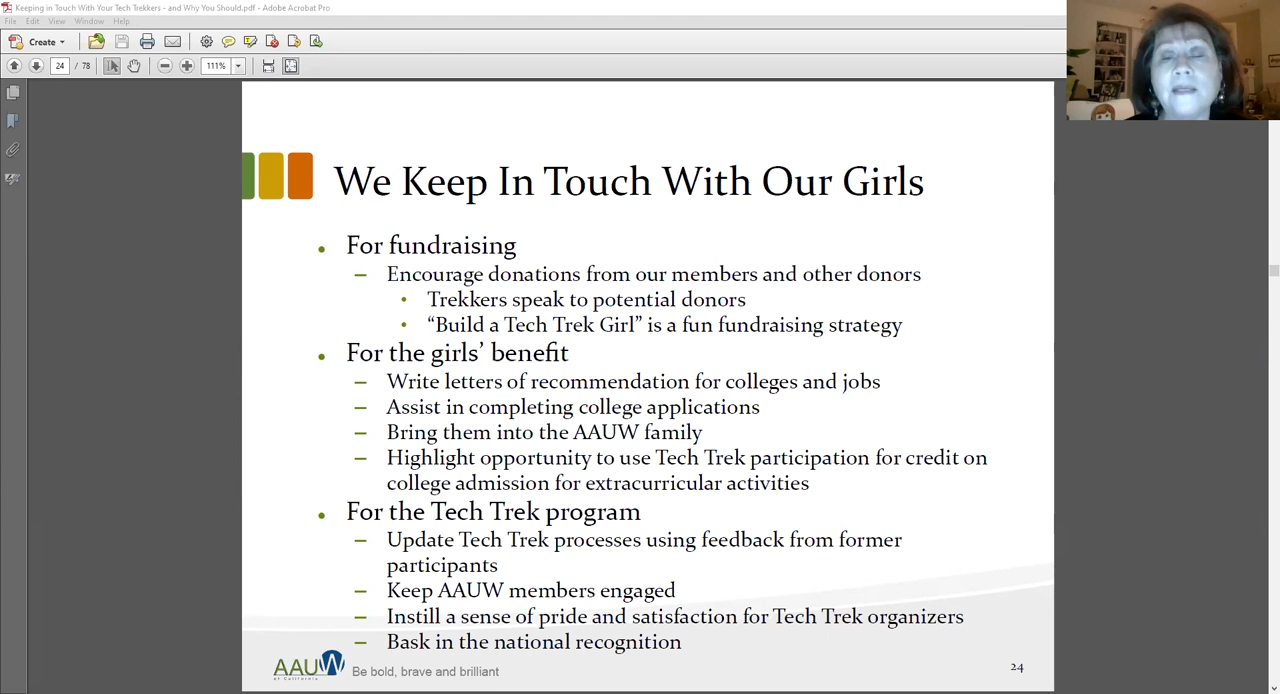 Keeping in Touch With Your Tech Trekkers - and Why You Should.pdf - Adobe Acrobat Pro
File Edit View Window Help
Create
24 / 78 111%
We Keep In Touch With Our Girls
• For fundraising
– Encourage donations from our members and other donors
• Trekkers speak to potential donors
• “Build a Tech Trek Girl” is a fun fundraising strategy
• For the girls’ benefit
– Write letters of recommendation for colleges and jobs
– Assist in completing college applications
– Bring them into the AAUW family
– Highlight opportunity to use Tech Trek participation for credit on
college admission for extracurricular activities
• For the Tech Trek program
– Update Tech Trek processes using feedback from former
participants
– Keep AAUW members engaged
– Instill a sense of pride and satisfaction for Tech Trek organizers
– Bask in the national recognition
AAUW
of California
Be bold, brave and brilliant
24